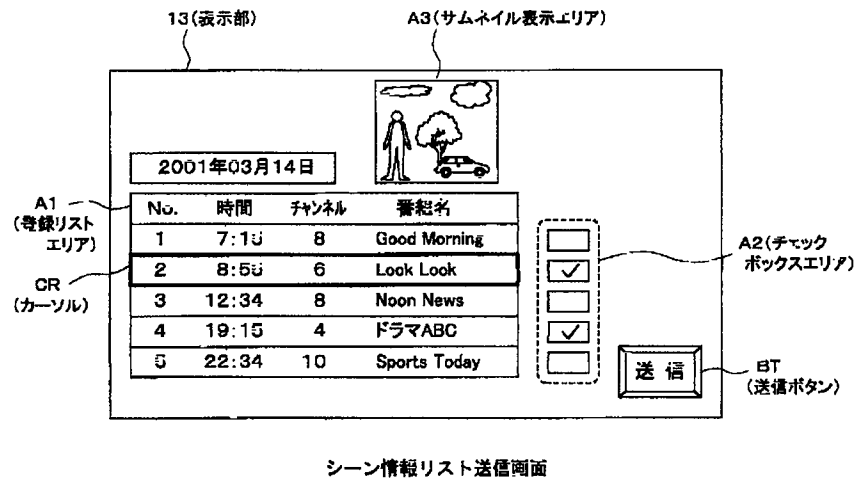 13(表示部)
A3(サムネイル表示エリア)
2001年03月14日
A1
(登録リスト
エリア)
No. 時間 チャンネル 番組名
1 7:10 8 Good Morning
2 8:50 6 Look Look
3 12:34 8 Noon News
4 19:15 4 ドラマABC
5 22:34 10 Sports Today
CR
(カーソル)
A2(チェック
ボックスエリア)
送信
BT
(送信ボタン)
シーン情報リスト送信画面